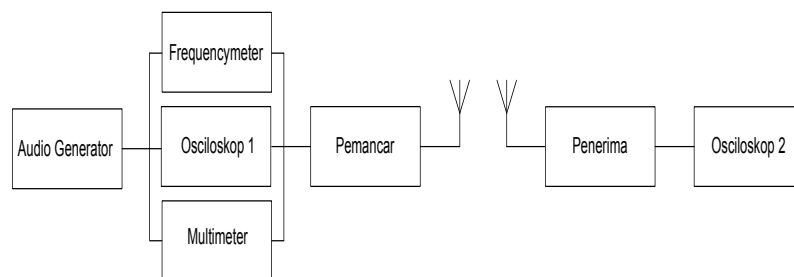 Frequencymeter
Audio Generator
Osciloskop 1
Pemancar
Penerima
Osciloskop 2
Multimeter